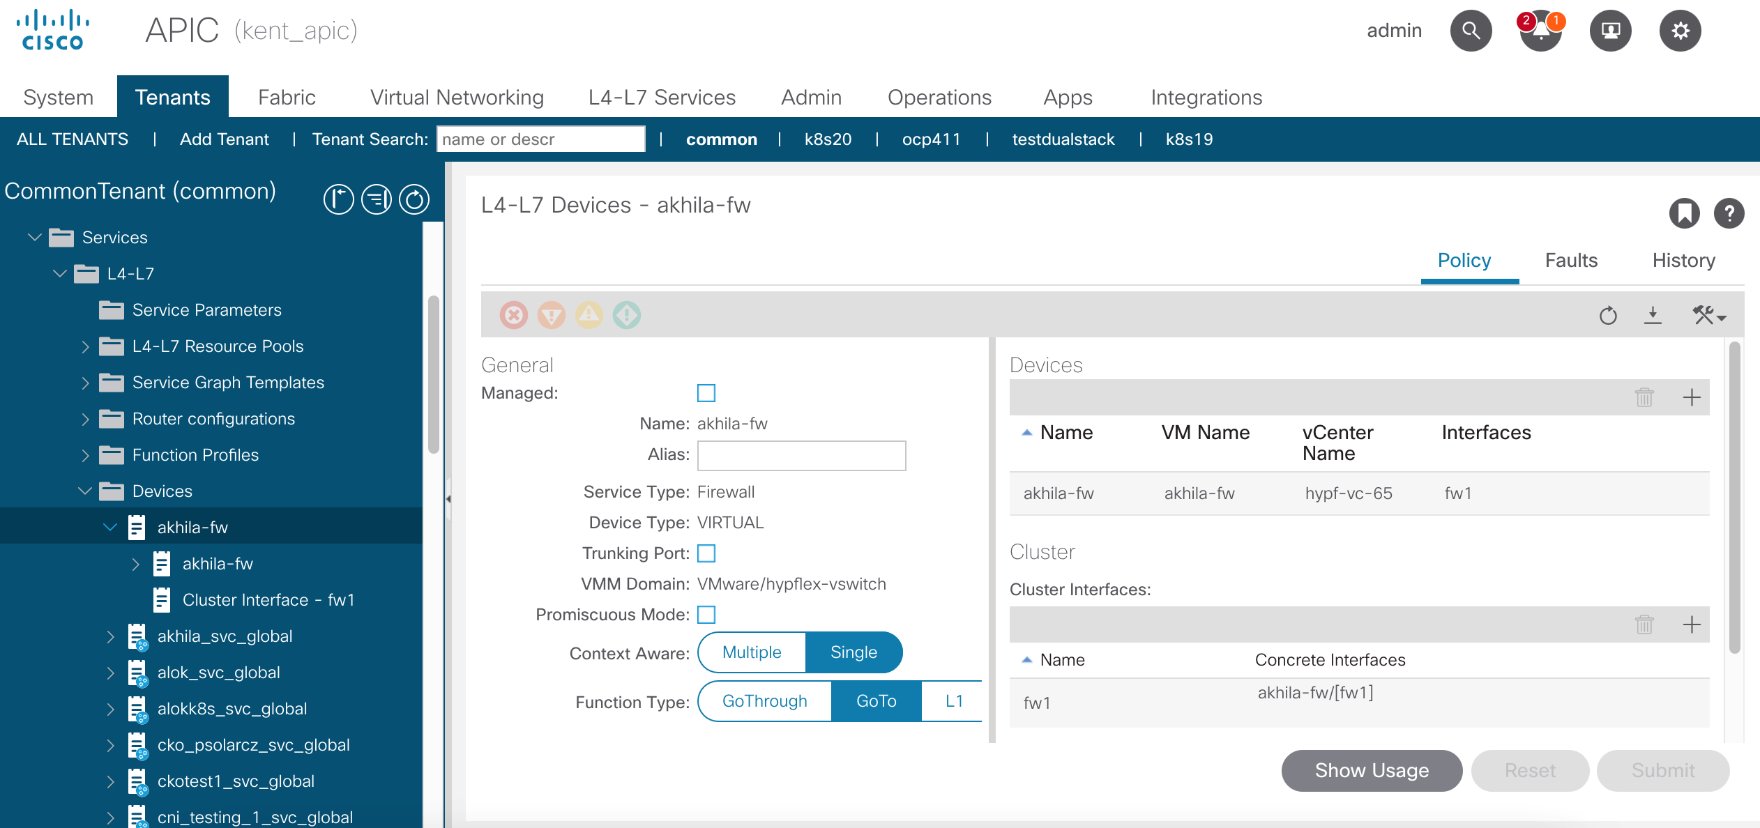 CISCO
APIC (kent_apic)
admin
2
1
System Tenants Fabric Virtual Networking L4-L7 Services Admin Operations Apps Integrations
ALL TENANTS | Add Tenant | Tenant Search: name or descr | common | k8s20 | ocp411 | testdualstack | k8s19
CommonTenant (common)
Services
L4-L7
Service Parameters
L4-L7 Resource Pools
Service Graph Templates
Router configurations
Function Profiles
Devices
akhila-fw
akhila-fw
Cluster Interface - fw1
akhila_svc_global
alok_svc_global
alokk8s_svc_global
cko_psolarcz_svc_global
ckotest1_svc_global
cni_testing_1_svc_global
L4-L7 Devices - akhila-fw
?
Policy Faults History
General
Managed:
Name: akhila-fw
Alias:
Service Type: Firewall
Device Type: VIRTUAL
Trunking Port:
VMM Domain: VMware/hypflex-vswitch
Promiscuous Mode:
Context Aware: Multiple Single
Function Type: GoThrough GoTo L1
Devices
Name VM Name vCenter Name Interfaces
akhila-fw akhila-fw hypf-vc-65 fw1
Cluster
Cluster Interfaces:
Name Concrete Interfaces
fw1 akhila-fw/[fw1]
Show Usage Reset Submit